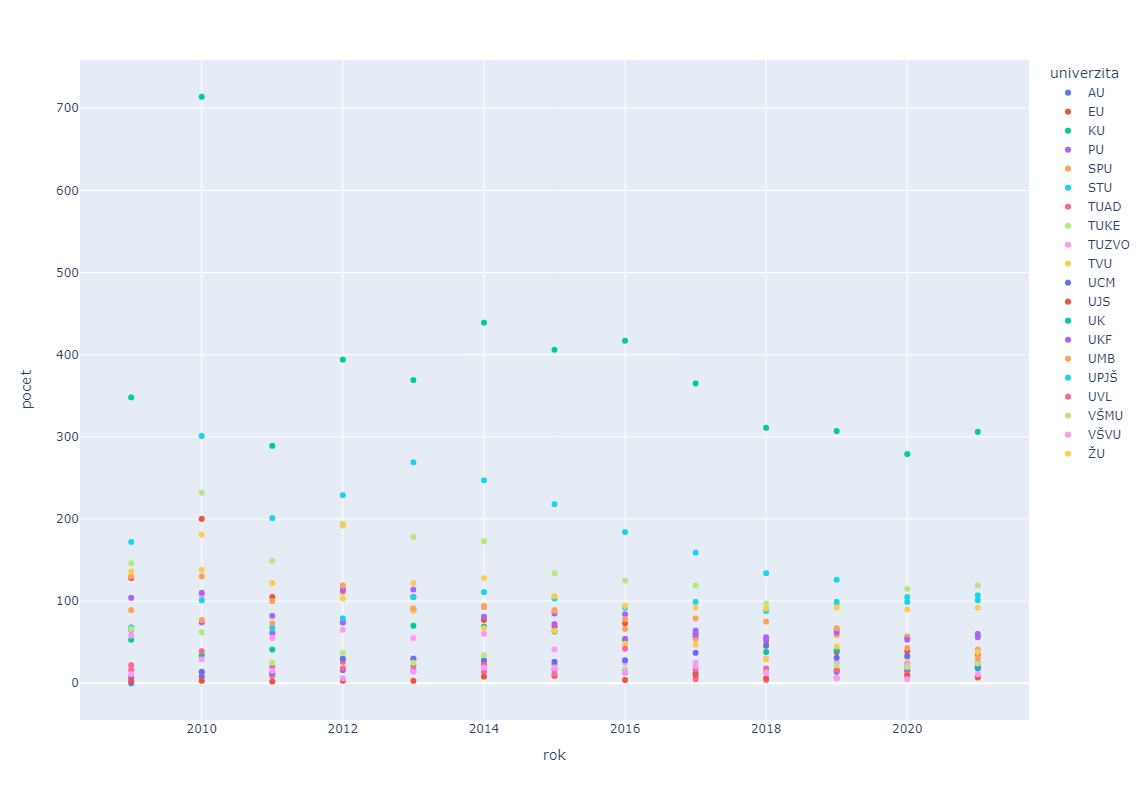 univerzita
AU
EU
KU
PU
SPU
STU
TUAD
TUKE
TUZVO
TVU
UCM
UJS
UK
UKF
UMB
UPJŠ
UVL
VŠMU
VŠVU
ŽU
700
600
500
400
300
200
100
0
pocet
2010 2012 2014 2016 2018 2020
rok